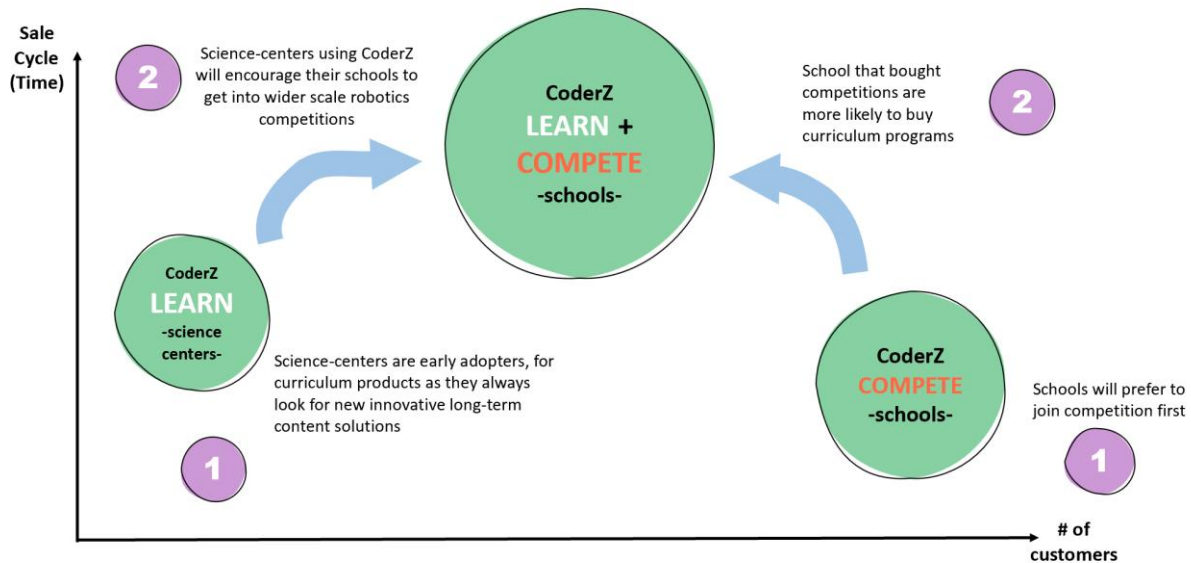 Sale
Cycle
(Time)
2
Science-centers using CoderZ
will encourage their schools to
get into wider scale robotics
competitions
CoderZ
LEARN +
COMPETE
-schools-
School that bought
competitions are
more likely to buy
curriculum programs
2
CoderZ
LEARN
-science
centers-
Science-centers are early adopters, for
curriculum products as they always
look for new innovative long-term
content solutions
1
CoderZ
COMPETE
-schools-
Schools will prefer to
join competition first
1
# of
customers